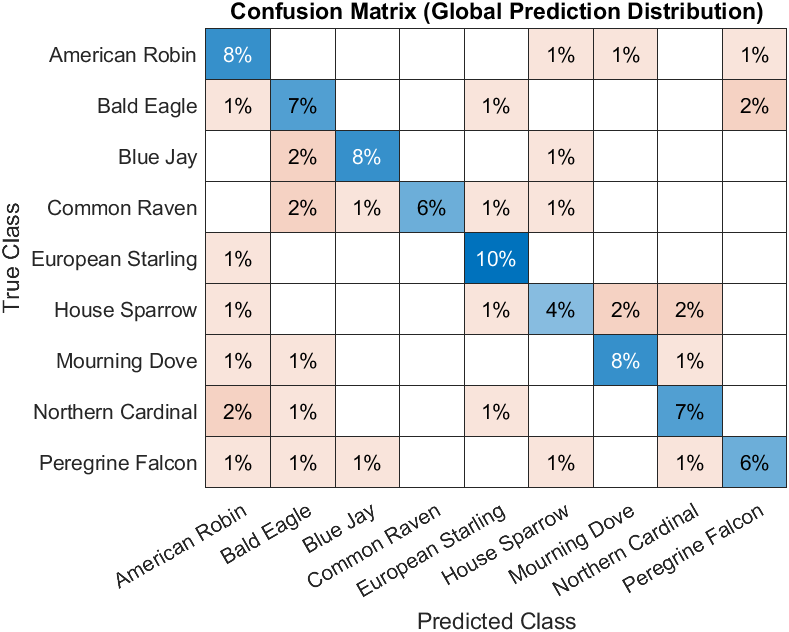 Confusion Matrix (Global Prediction Distribution)
American Robin 8% 1% 1% 1%
Bald Eagle 1% 7% 1% 2%
Blue Jay 2% 8% 1%
Common Raven 2% 1% 6% 1% 1%
European Starling 1% 10%
House Sparrow 1% 1% 4% 2% 2%
Mourning Dove 1% 1% 8% 1%
Northern Cardinal 2% 1% 1% 7%
Peregrine Falcon 1% 1% 1% 1% 1% 6%
True Class
American Robin
Bald Eagle
Blue Jay
Common Raven
European Starling
House Sparrow
Mourning Dove
Northern Cardinal
Peregrine Falcon
Predicted Class